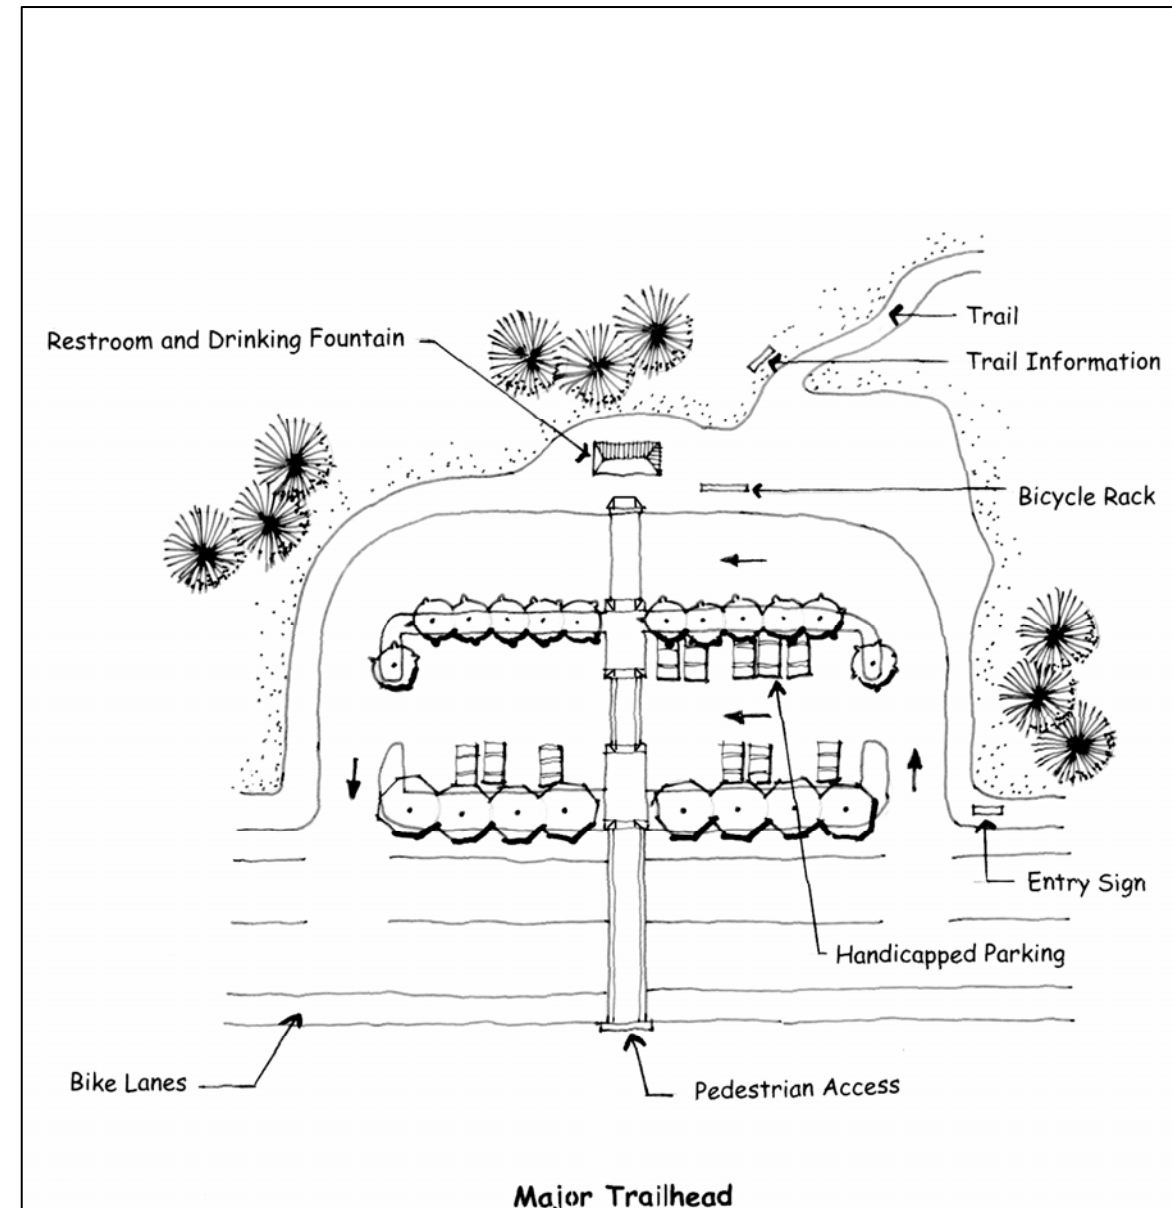 Trail
Restroom and Drinking Fountain
Trail Information
Bicycle Rack
Entry Sign
Handicapped Parking
Bike Lanes
Pedestrian Access
Major Trailhead